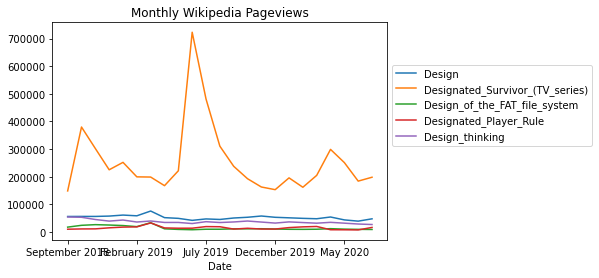 Monthly Wikipedia Pageviews
700000
600000
500000
400000
300000
200000
100000
0
September 2018 February 2019 July 2019 December 2019 May 2020
Date
Design
Designated_Survivor_(TV_series)
Design_of_the_FAT_file_system
Designated_Player_Rule
Design_thinking